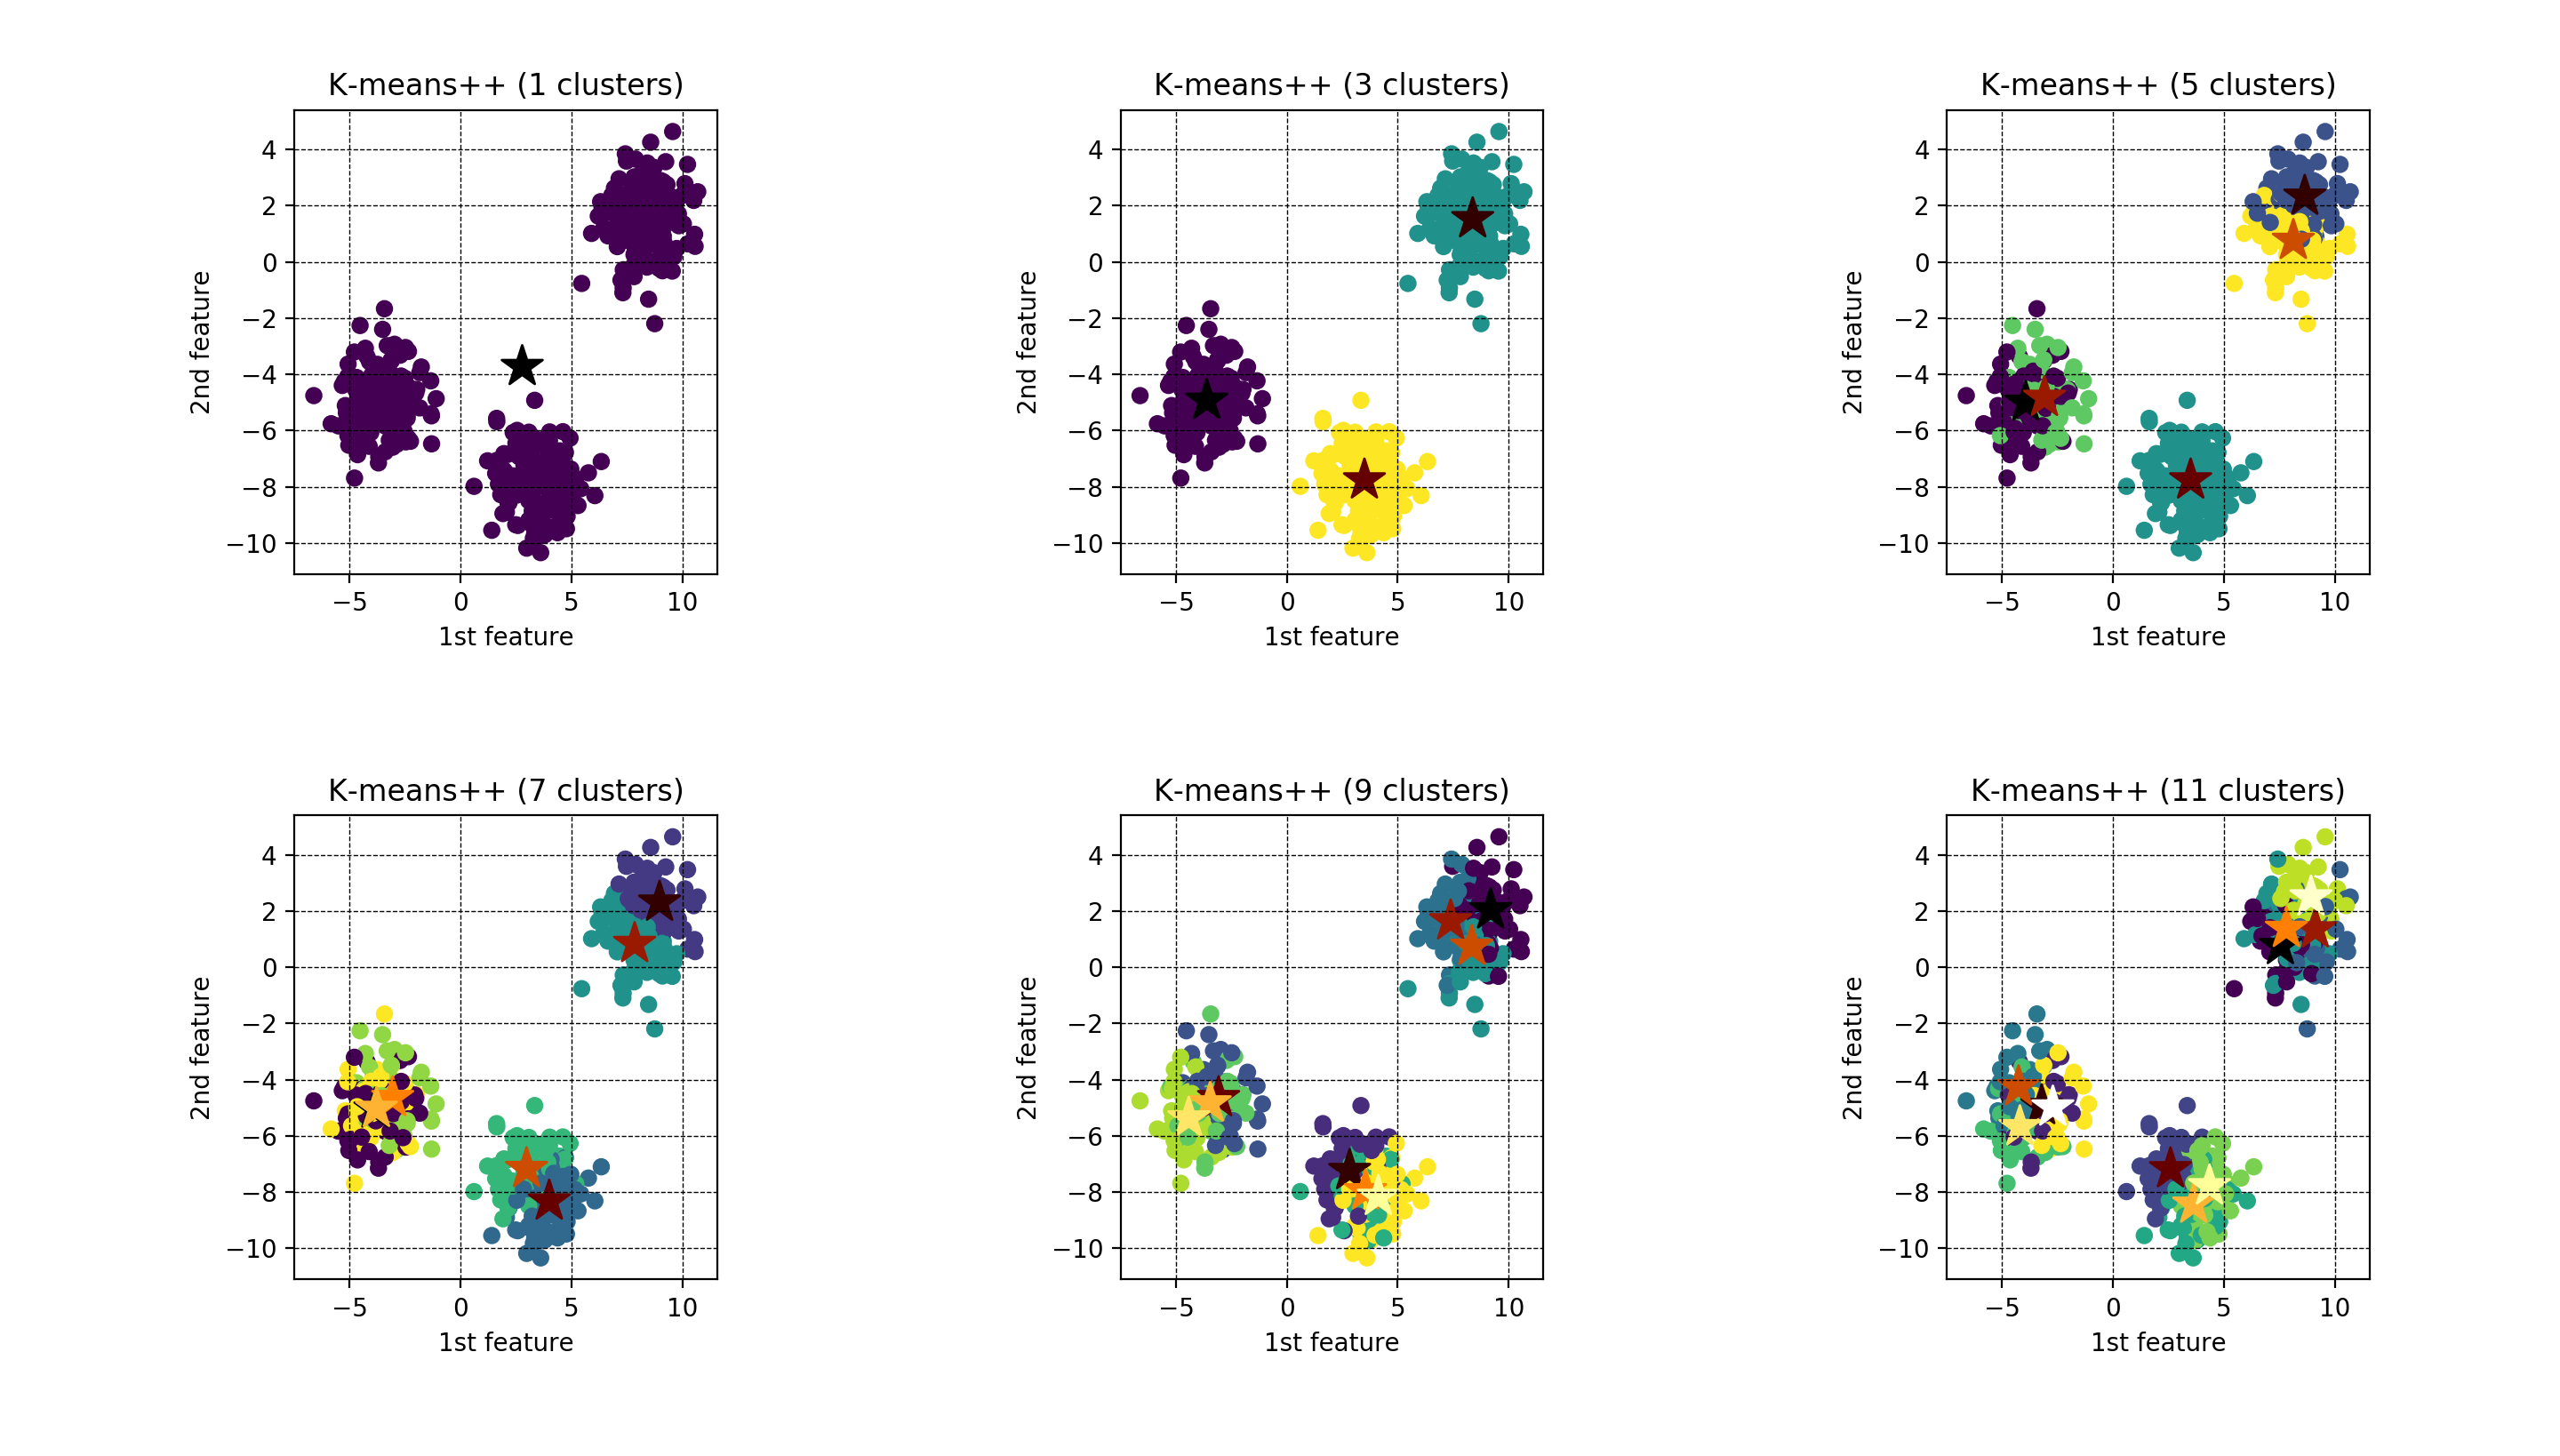 K-means++ (1 clusters)
4
2
0
−2
−4
−6
−8
−10
2nd feature
−5 0 5 10
1st feature
K-means++ (3 clusters)
4
2
0
−2
−4
−6
−8
−10
2nd feature
−5 0 5 10
1st feature
K-means++ (5 clusters)
4
2
0
−2
−4
−6
−8
−10
2nd feature
−5 0 5 10
1st feature
K-means++ (7 clusters)
4
2
0
−2
−4
−6
−8
−10
2nd feature
−5 0 5 10
1st feature
K-means++ (9 clusters)
4
2
0
−2
−4
−6
−8
−10
2nd feature
−5 0 5 10
1st feature
K-means++ (11 clusters)
4
2
0
−2
−4
−6
−8
−10
2nd feature
−5 0 5 10
1st feature